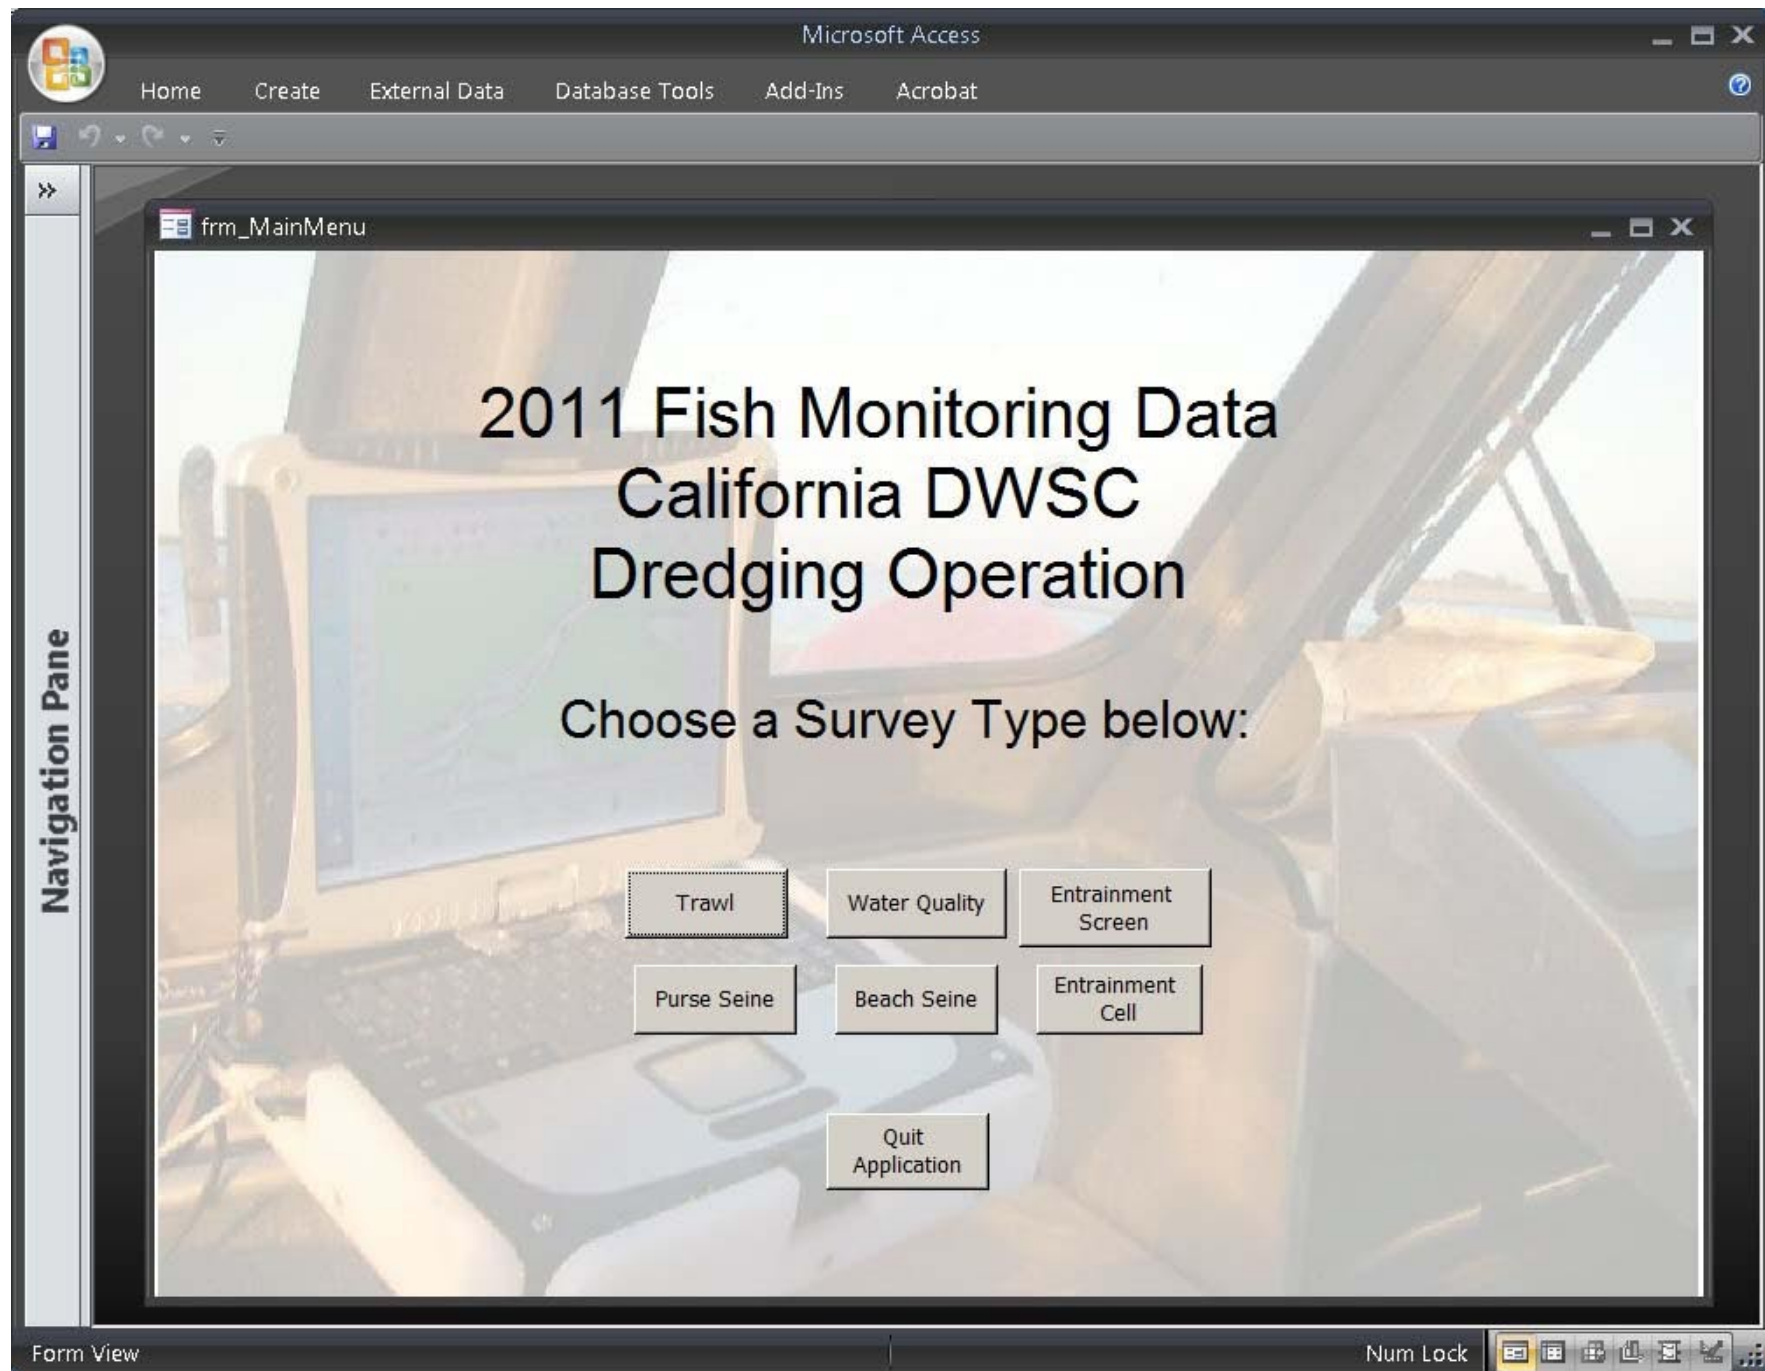 Microsoft Access
Home Create External Data Database Tools Add-Ins Acrobat
frm_MainMenu
Navigation Pane
2011 Fish Monitoring Data
California DWSC
Dredging Operation
Choose a Survey Type below:
Trawl
Water Quality
Entrainment
Screen
Purse Seine
Beach Seine
Entrainment
Cell
Quit
Application
Form View
Num Lock